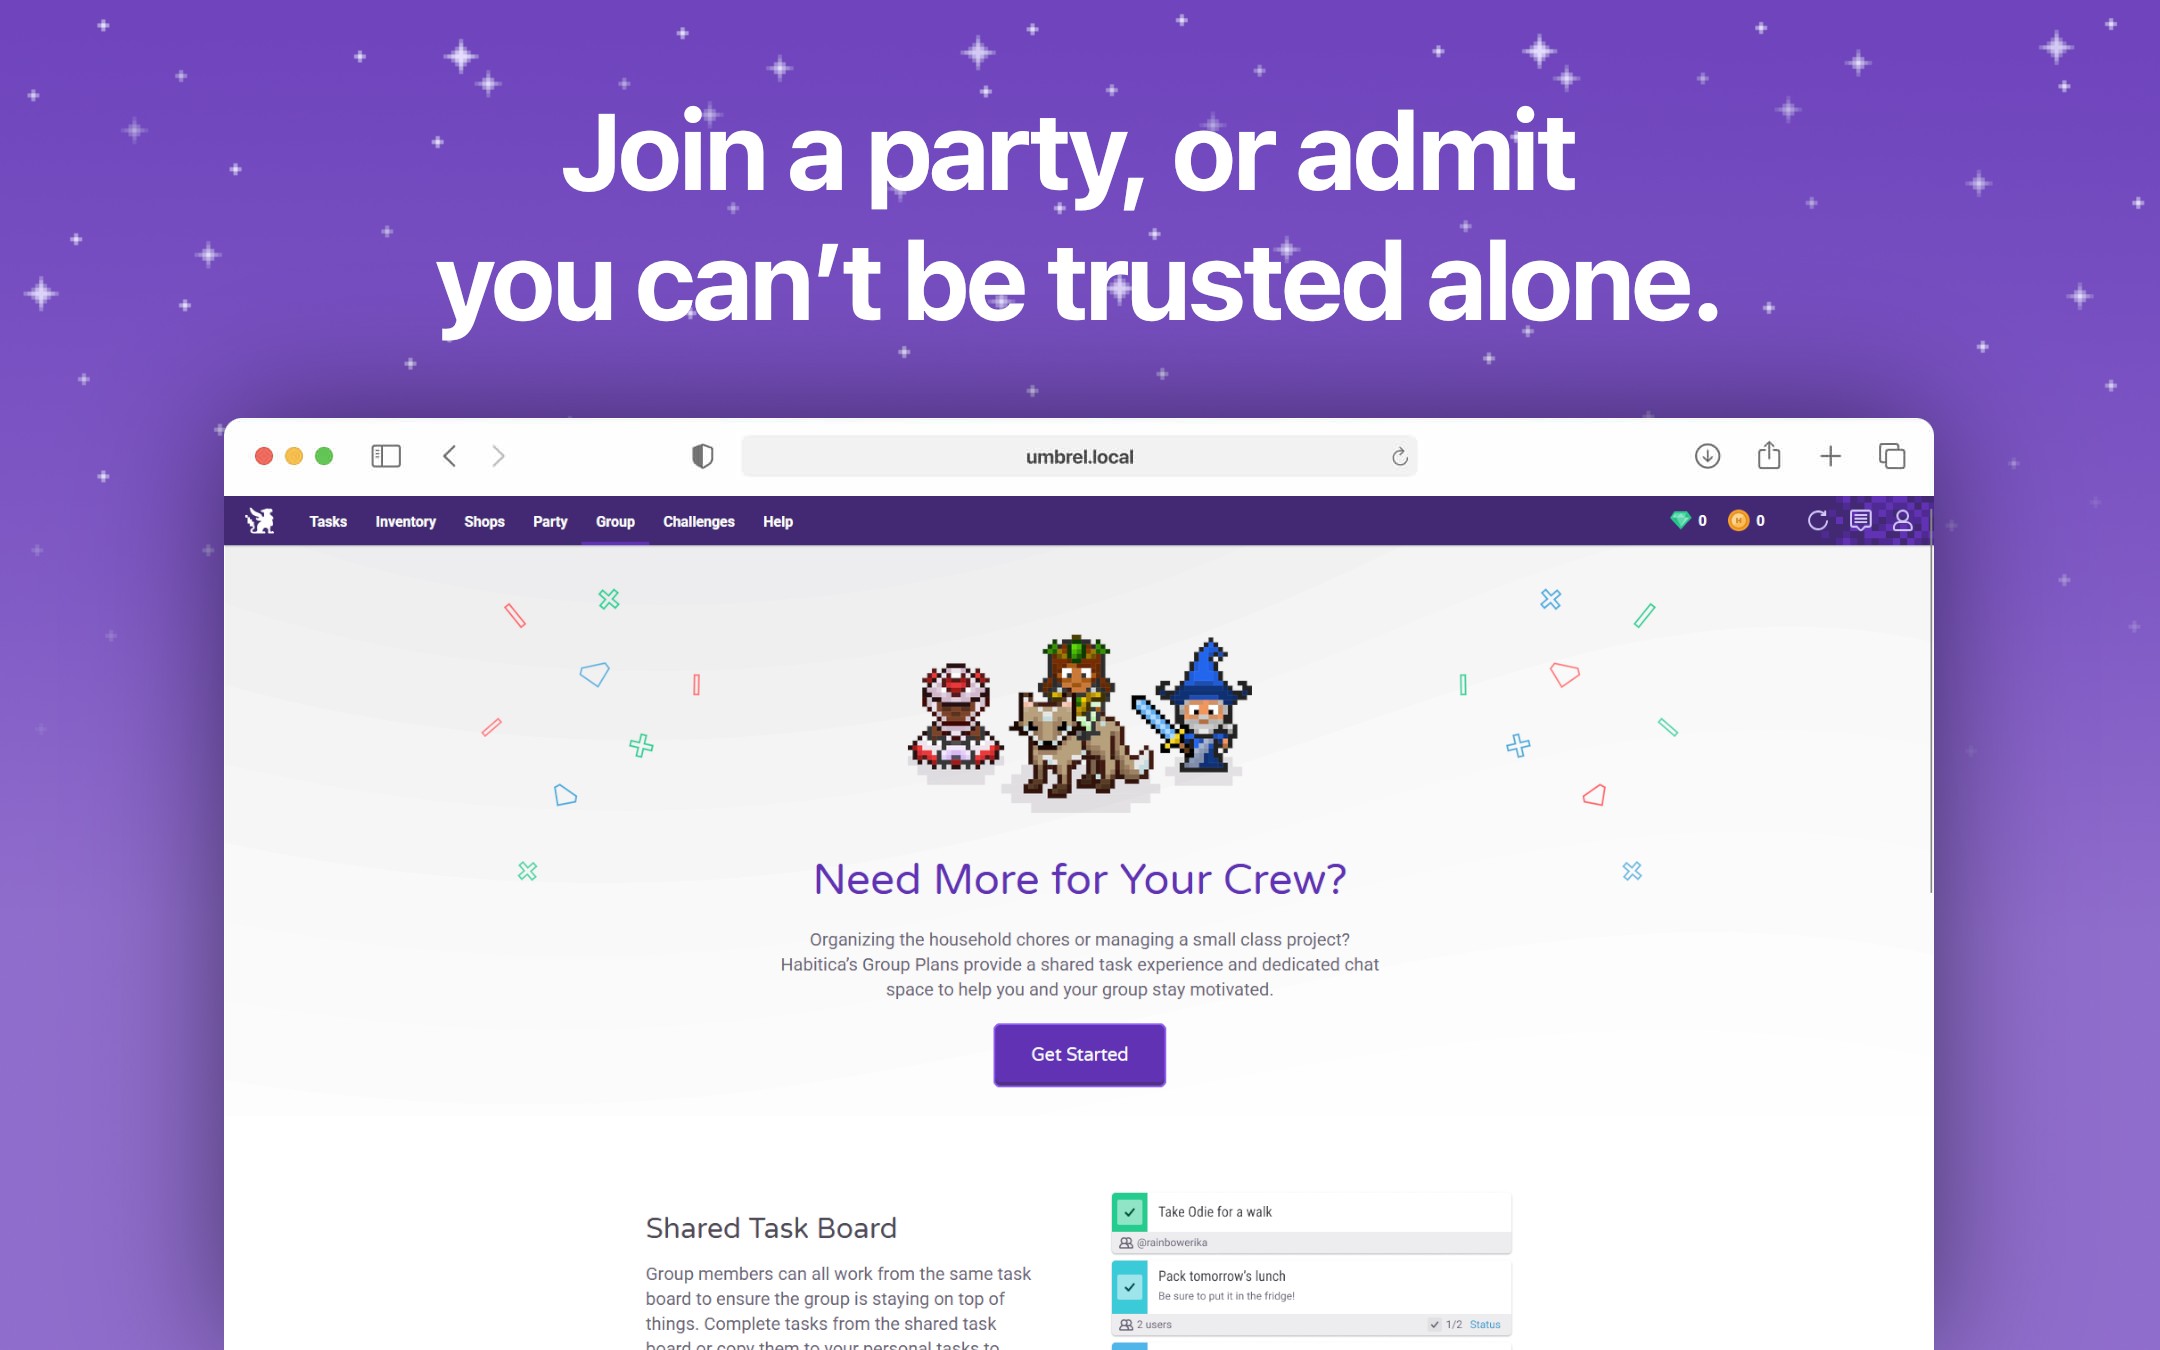 Join a party, or admit
you can’t be trusted alone.
umbrel.local
Tasks Inventory Shops Party Group Challenges Help 0 0
Need More for Your Crew?
Organizing the household chores or managing a small class project?
Habitica’s Group Plans provide a shared task experience and dedicated chat
space to help you and your group stay motivated.
Get Started
Shared Task Board
Group members can all work from the same task
board to ensure the group is staying on top of
things. Complete tasks from the shared task
board or copy them to your personal tasks to
Take Odie for a walk
@rainbowerika
Pack tomorrow’s lunch
Be sure to put it in the fridge!
2 users 1/2 Status